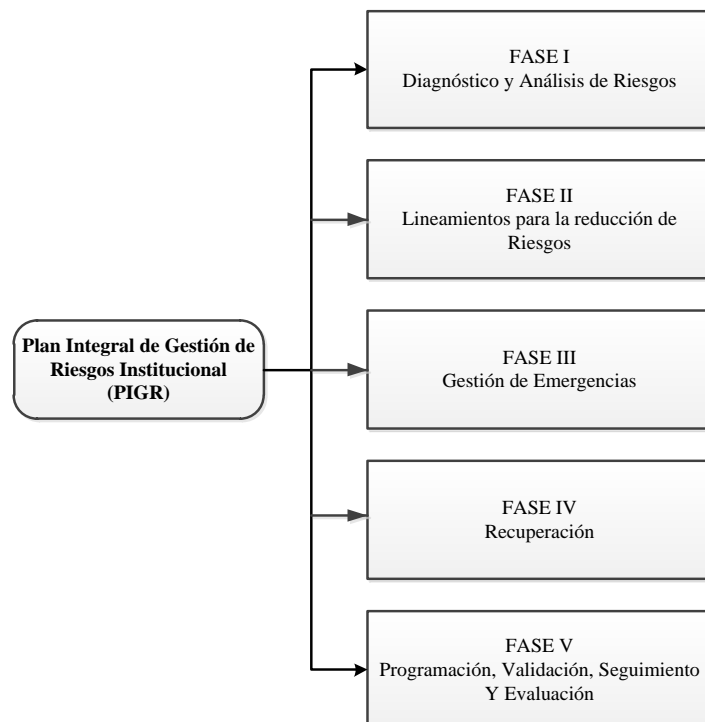 FASE I
Diagnóstico y Análisis de Riesgos
FASE II
Lineamientos para la reducción de
Riesgos
Plan Integral de Gestión de
Riesgos Institucional
(PIGR)
FASE III
Gestión de Emergencias
FASE IV
Recuperación
FASE V
Programación, Validación, Seguimiento
Y Evaluación